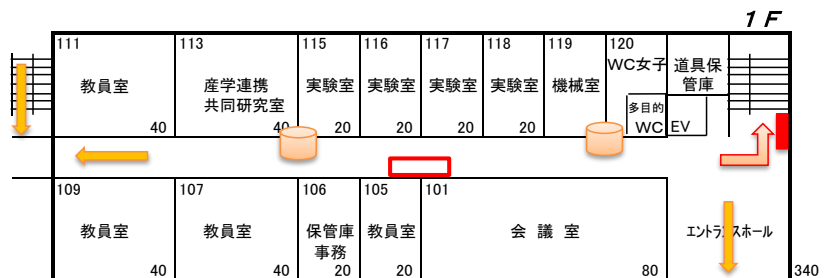 1F
111
教員室
40
113
産学連携
共同研究室
40
115
実験室
20
116
実験室
20
117
実験室
20
118
実験室
20
119
機械室
120
WC女子
多目的
WC
EV
道具保
管庫
109
教員室
40
107
教員室
40
106
保管庫
事務
20
105
教員室
20
101
会議室
80
エントランスホール
340